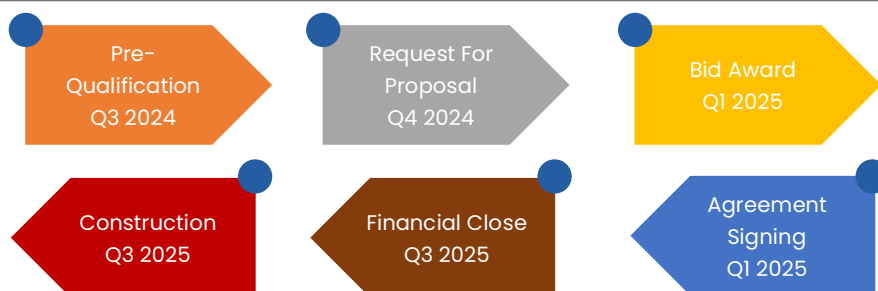 Pre-
Qualification
Q3 2024
Request For
Proposal
Q4 2024
Bid Award
Q1 2025
Construction
Q3 2025
Financial Close
Q3 2025
Agreement
Signing
Q1 2025